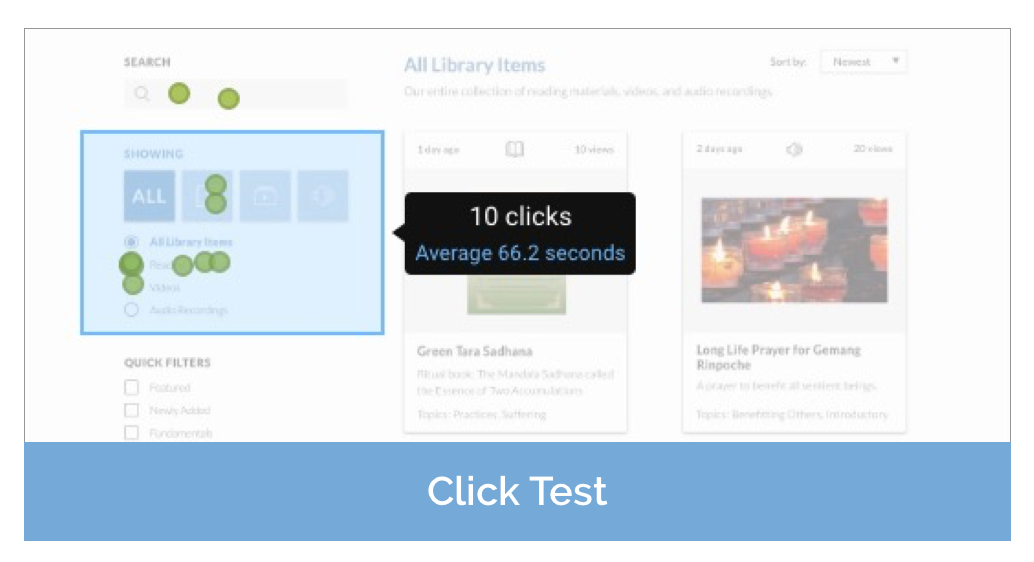 SEARCH
All Library Items
Sort by:
Newest
Our entire collection of reading materials, videos, and audio recordings.
SHOWING
ALL
All Library Items
Videos
Audio Recordings
QUICK FILTERS
Featured
Newly Added
Fundamentals
1 day ago
10 views
Green Tara Sadhana
Ritual book: The Mandala Sadhana called
the Essence of Two Accumulations
Topics: Practices, Suffering
2 days ago
20 views
Long Life Prayer for Gemang
Rinpoche
A prayer to benefit all sentient beings.
Topics: Benefitting Others, Introductory
10 clicks
Average 66.2 seconds
Click Test